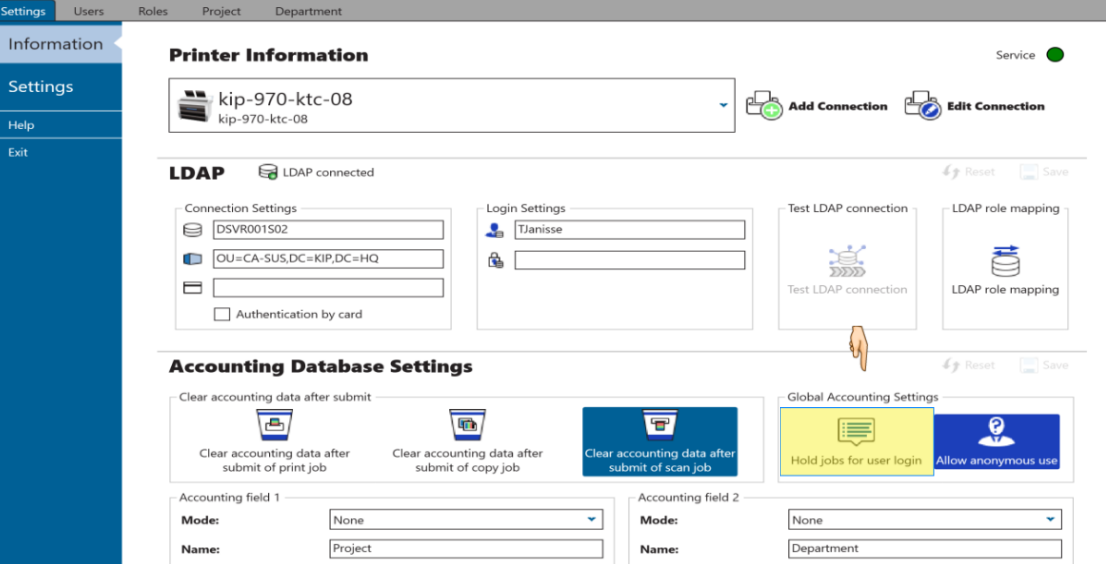 Settings Users Roles Project Department
Information
Settings
Help
Exit
Printer Information
Service
kip-970-ktc-08
kip-970-ktc-08
Add Connection
Edit Connection
LDAP
LDAP connected
Reset
Save
Connection Settings
DSVR001S02
OU=CA-SUS,DC=KIP,DC=HQ
Authentication by card
Login Settings
TJanisse
Test LDAP connection
Test LDAP connection
LDAP role mapping
LDAP role mapping
Accounting Database Settings
Reset
Save
Clear accounting data after submit
Clear accounting data after
submit of print job
Clear accounting data after
submit of copy job
Clear accounting data after
submit of scan job
Global Accounting Settings
Hold jobs for user login
Allow anonymous use
Accounting field 1
Mode: None
Name: Project
Accounting field 2
Mode: None
Name: Department